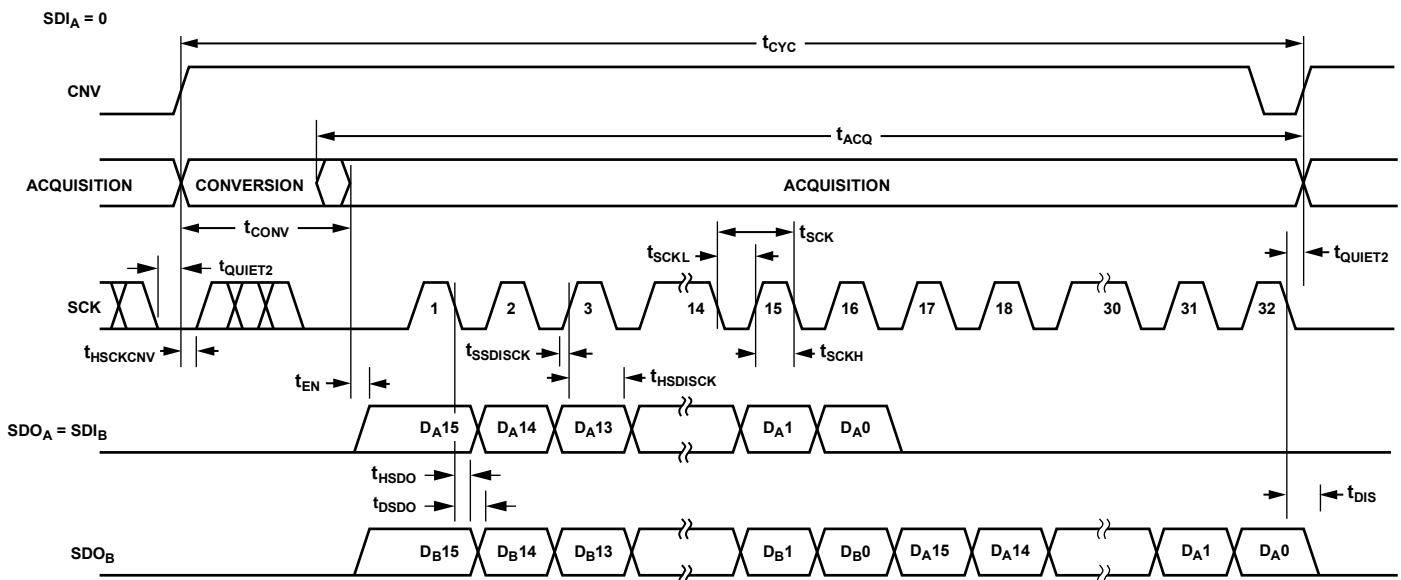 SDIA = 0
tCYC
CNV
tACQ
ACQUISITION CONVERSION ACQUISITION
tCONV
tSCK
tSCKL
tQUIET2 tQUIET2
SCK 1 2 3 14 15 16 17 18 30 31 32
tHSCKCNV tSSDISCK tSCKH
tEN tHSDISCK
SDOA = SDIB DA15 DA14 DA13 DA1 DA0
tHSDO
tDSDO tDIS
SDOB DB15 DB14 DB13 DB1 DB0 DA15 DA14 DA1 DA0